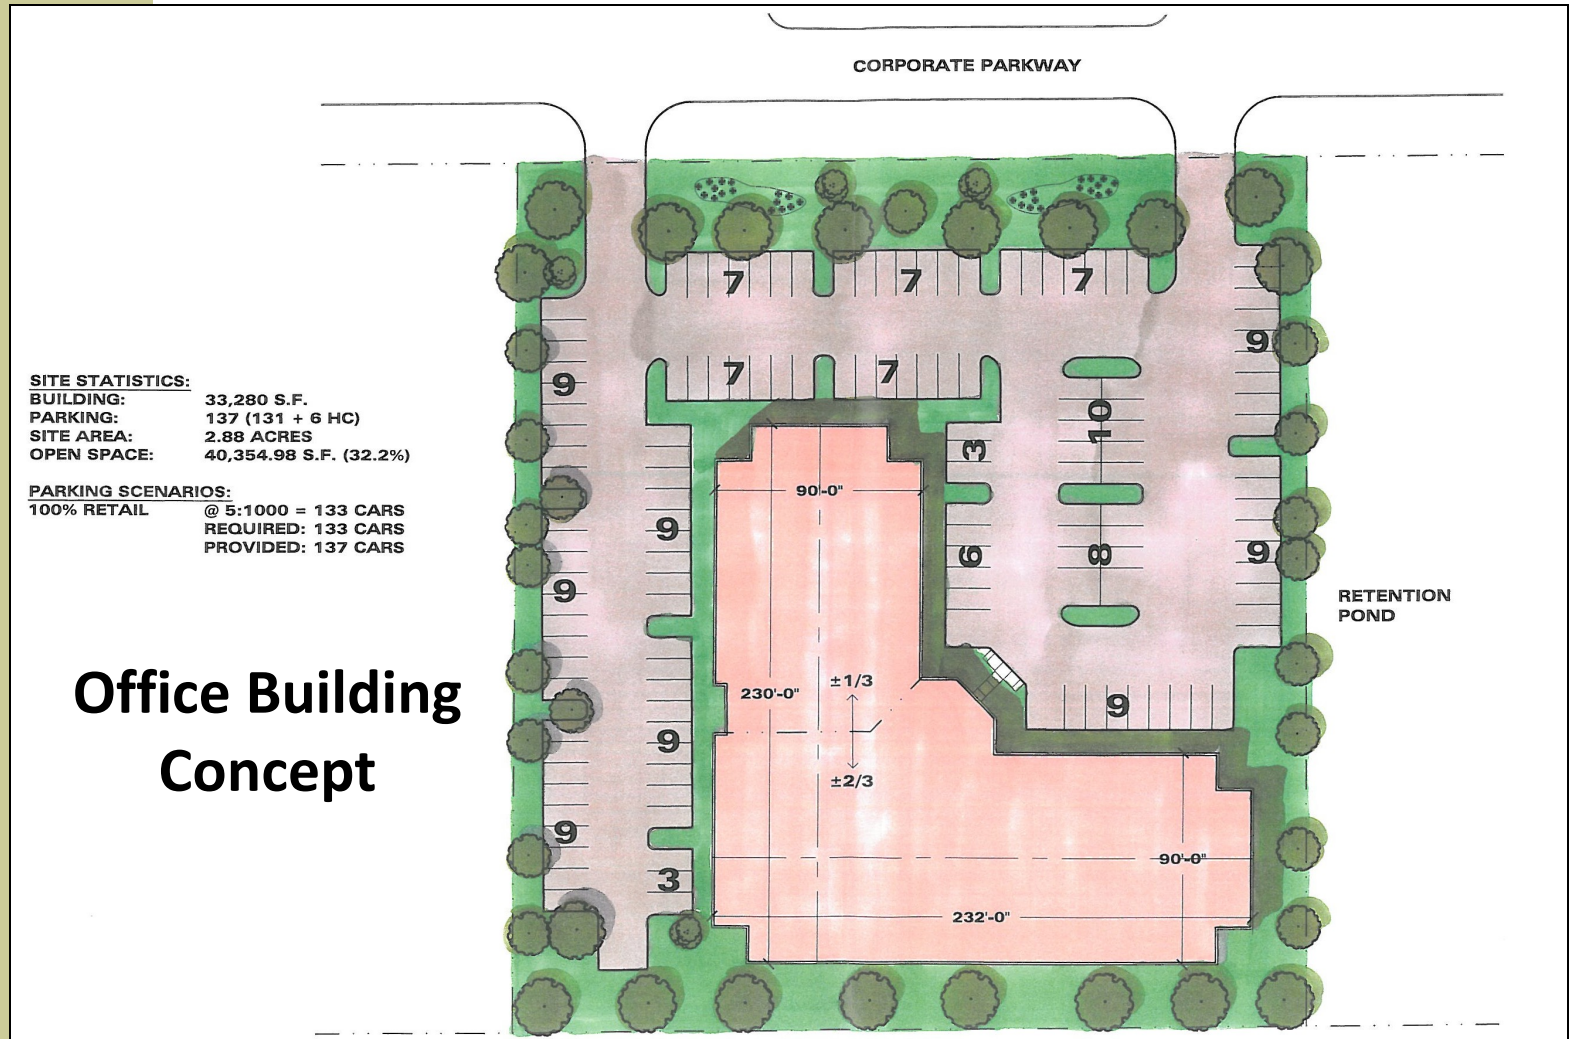 CORPORATE PARKWAY
7 7 7
9
7 7
9
SITE STATISTICS:
BUILDING: 33,280 S.F.
PARKING: 137 (131 + 6 HC)
SITE AREA: 2.88 ACRES
OPEN SPACE: 40,354.98 S.F. (32.2%)
10
3
PARKING SCENARIOS:
100% RETAIL @ 5:1000 = 133 CARS
REQUIRED: 133 CARS
PROVIDED: 137 CARS
90'-0"
9
6
8
9
9
RETENTION
POND
Office Building
Concept
±1/3
230'-0"
9
9
±2/3
9
3
90'-0"
232'-0"